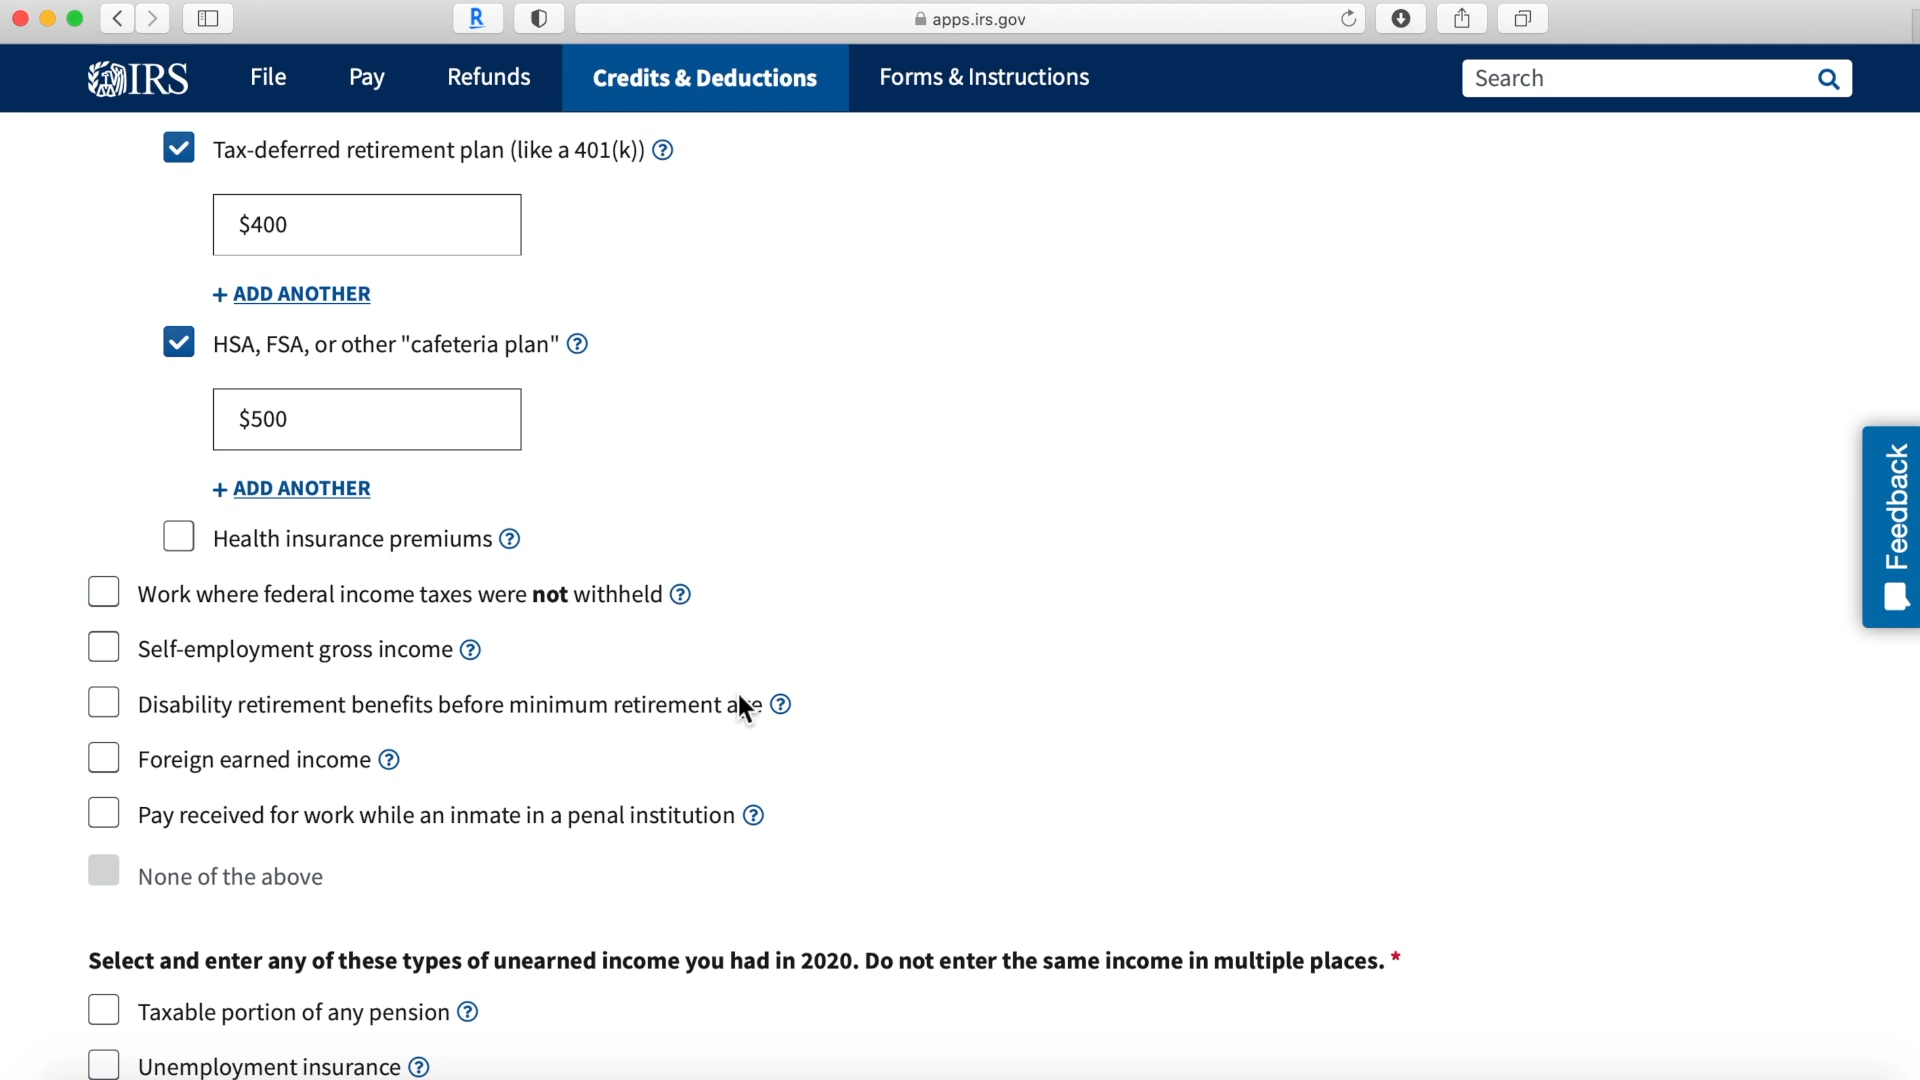 R
apps.irs.gov
IRS
File
Pay
Refunds
Credits & Deductions
Forms & Instructions
Search
Tax-deferred retirement plan (like a 401(k)) ?
$400
+ ADD ANOTHER
HSA, FSA, or other "cafeteria plan" ?
$500
+ ADD ANOTHER
Feedback
Health insurance premiums ?
Work where federal income taxes were not withheld ?
Self-employment gross income ?
Disability retirement benefits before minimum retirement age ?
Foreign earned income ?
Pay received for work while an inmate in a penal institution ?
None of the above
Select and enter any of these types of unearned income you had in 2020. Do not enter the same income in multiple places. *
Taxable portion of any pension ?
Unemployment insurance ?